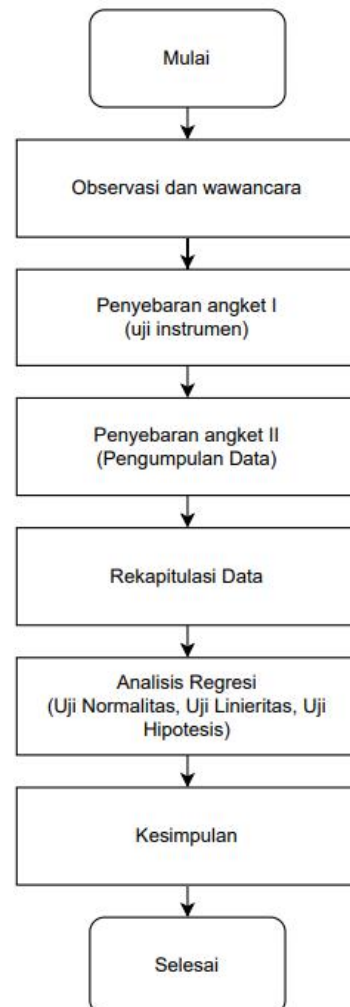 Mulai
Observasi dan wawancara
Penyebaran angket I
(uji instrumen)
Penyebaran angket II
(Pengumpulan Data)
Rekapitulasi Data
Analisis Regresi
(Uji Normalitas, Uji Linieritas, Uji
Hipotesis)
Kesimpulan
Selesai